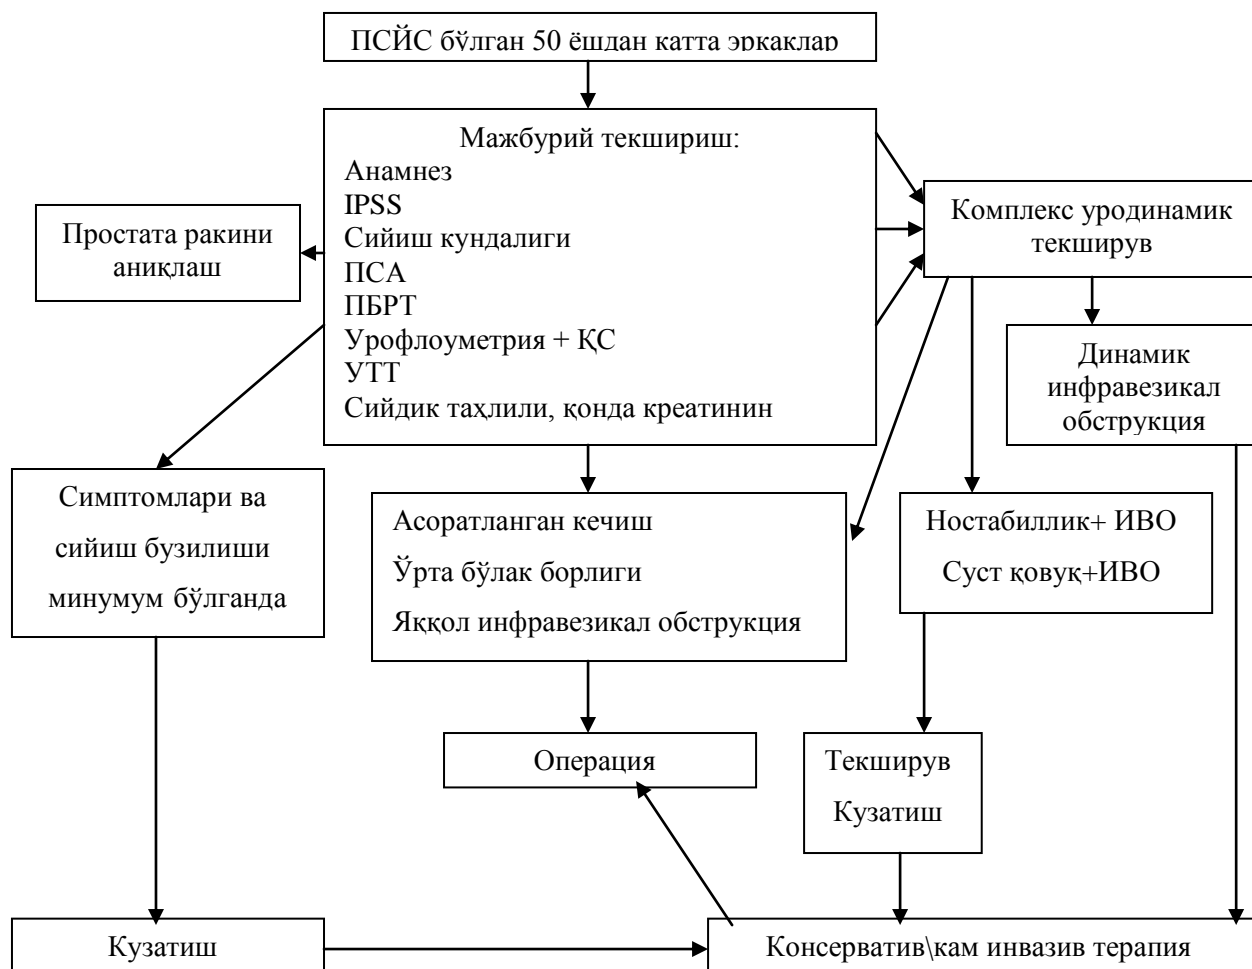 ПСЙС бўлган 50 ёшдан катта эркаклар
Мажбурий текшириш:
Анамнез
IPSS
Сийиш кундалиги
ПСА
ПБРТ
Урофлоуметрия + ҚС
УТТ
Сийдик таҳлили, қонда креатинин
Простата ракини
аниқлаш
Комплекс уродинамик
текширув
Динамик
инфравезикал
обструкция
Симптомлари ва
сийиш бузилиши
минумум бўлганда
Асоратланган кечиш
Ўрта бўлак борлиги
Яққол инфравезикал обструкция
Ностабиллик+ ИВО
Суст қовуқ+ИВО
Операция
Текширув
Кузатиш
Кузатиш
Консерватив\кам инвазив терапия